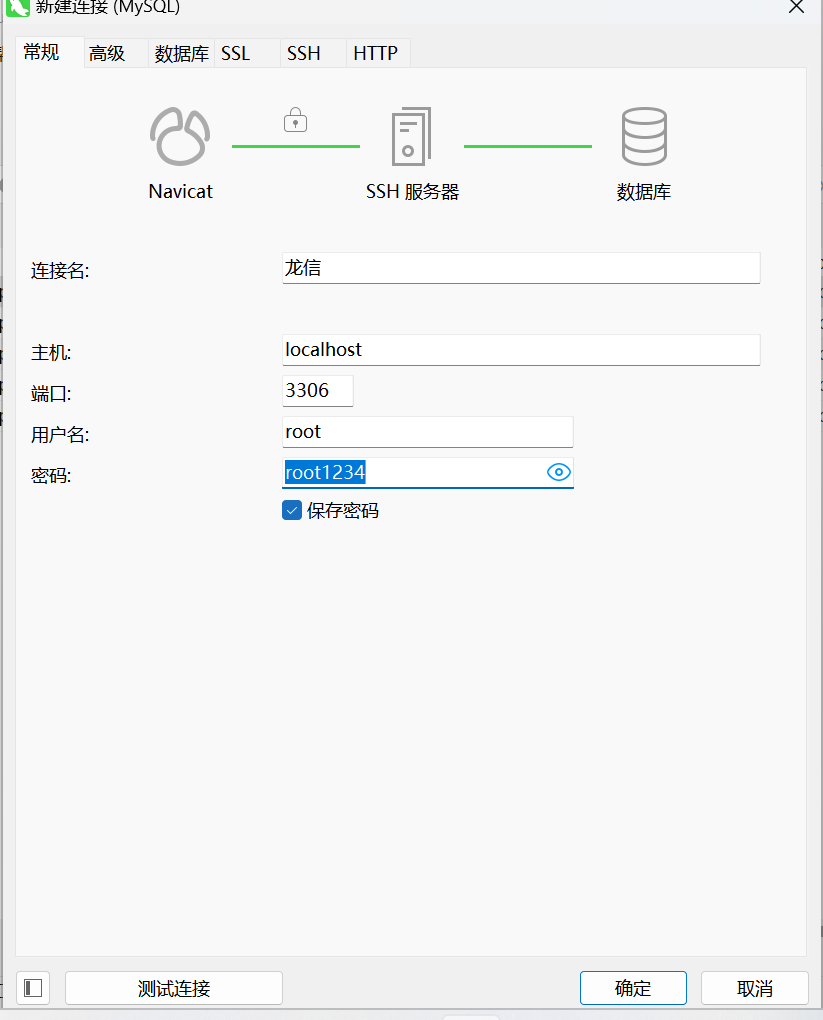 新建连接 (MySQL)
常规 高级 数据库 SSL SSH HTTP
Navicat SSH 服务器 数据库
连接名: 龙信
主机: localhost
端口: 3306
用户名: root
密码: root1234
保存密码
测试连接 确定 取消